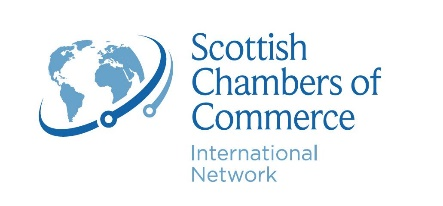 Scottish
Chambers of
Commerce
International
Network